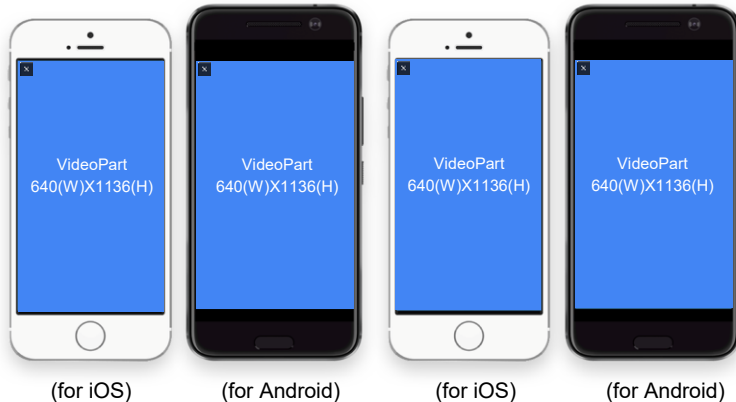 VideoPart
640(W)X1136(H)
VideoPart
640(W)X1136(H)
VideoPart
640(W)X1136(H)
VideoPart
640(W)X1136(H)
(for iOS)
(for Android)
(for iOS)
(for Android)